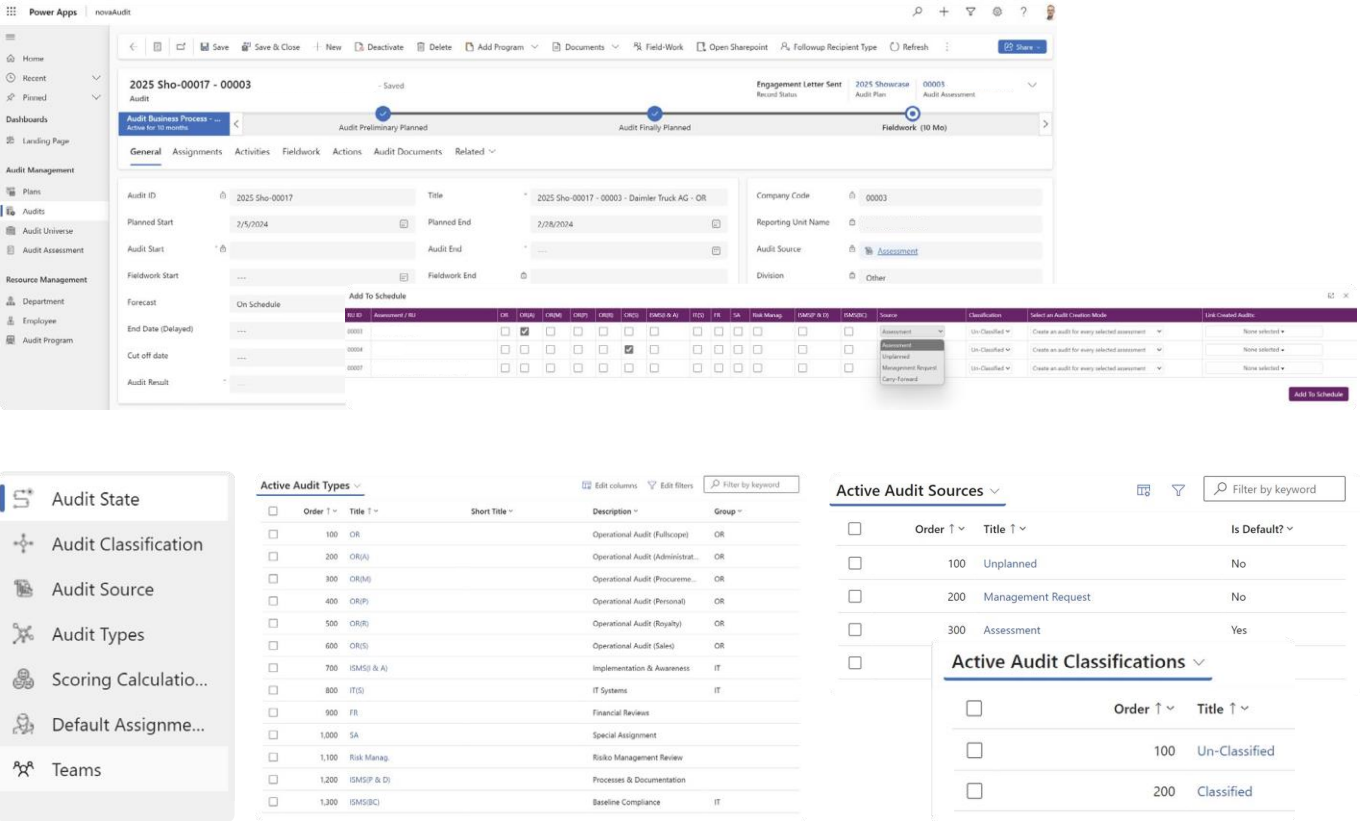 Power Apps novaAudit
Save Save & Close New Deactivate Delete Add Program Documents Field-Work Open Sharepoint Followup Recipient Type Refresh Share
Home
Recent
Pinned
Dashboards
Landing Page
Audit Management
Plans
Audits
Audit Universe
Audit Assessment
Resource Management
Department
Employee
Audit Program
2025 Sho-00017 - 00003 - Saved
Audit
Engagement Letter Sent 2025 Showcase 00003
Record Status Audit Plan Audit Assessment
Audit Business Process - ...
Active for 10 months
Audit Preliminary Planned Audit Finally Planned Fieldwork (10 Mo)
General Assignments Activities Fieldwork Actions Audit Documents Related
Audit ID 2025 Sho-00017 Title * 2025 Sho-00017 - 00003 - Daimler Truck AG - OR Company Code 00003
Planned Start 2/5/2024 Planned End 2/28/2024 Reporting Unit Name
Audit Start * Audit End * --- Audit Source Assessment
Fieldwork Start --- Fieldwork End Division Other
Forecast On Schedule
End Date (Delayed) ---
Cut off date ---
Audit Result * ---
Add To Schedule
RU ID Assessment / RU OR OR(A) OR(M) OR(P) OR(R) OR(S) ISMS(I & A) IT(S) FR SA Risk Manag. ISMS(P & D) ISMS(BC) Source Classification Select an Audit Creation Mode Link Created Audits
00003 Assessment Un-Classified Create an audit for every selected assessment None selected
00004 Un-Classified Create an audit for every selected assessment None selected
00007 Un-Classified Create an audit for every selected assessment None selected
Assessment
Unplanned
Management Request
Carry-Forward
Add To Schedule
Audit State
Audit Classification
Audit Source
Audit Types
Scoring Calculatio...
Default Assignme...
Teams
Active Audit Types Edit columns Edit filters Filter by keyword
Order Title Short Title Description Group
100 OR Operational Audit (Fullscope) OR
200 OR(A) Operational Audit (Administrat... OR
300 OR(M) Operational Audit (Procureme... OR
400 OR(P) Operational Audit (Personal) OR
500 OR(R) Operational Audit (Royalty) OR
600 OR(S) Operational Audit (Sales) OR
700 ISMS(I & A) Implementation & Awareness IT
800 IT(S) IT Systems IT
900 FR Financial Reviews
1,000 SA Special Assignment
1,100 Risk Manag. Risiko Management Review
1,200 ISMS(P & D) Processes & Documentation
1,300 ISMS(BC) Baseline Compliance IT
Active Audit Sources Filter by keyword
Order Title Is Default?
100 Unplanned No
200 Management Request No
300 Assessment Yes
Active Audit Classifications
Order Title
100 Un-Classified
200 Classified